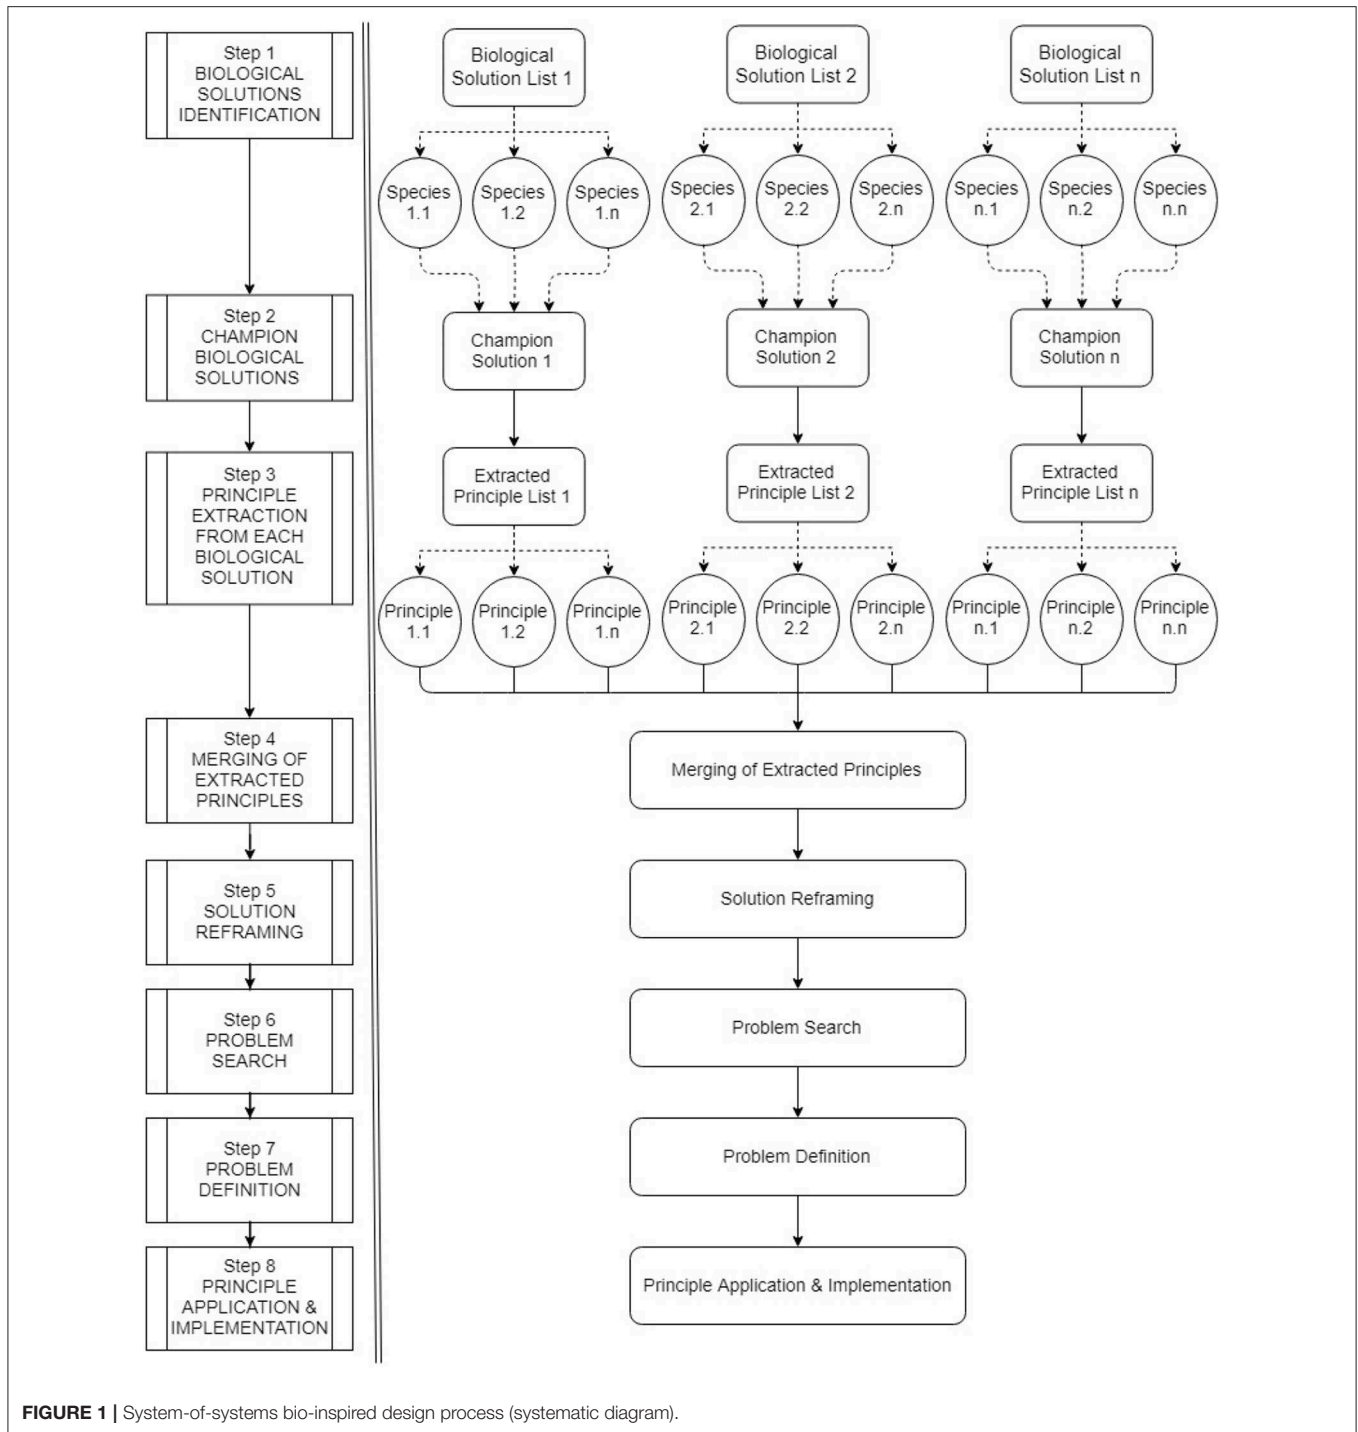 Step 1
BIOLOGICAL
SOLUTIONS
IDENTIFICATION
Step 2
CHAMPION
BIOLOGICAL
SOLUTIONS
Step 3
PRINCIPLE
EXTRACTION
FROM EACH
BIOLOGICAL
SOLUTION
Step 4
MERGING OF
EXTRACTED
PRINCIPLES
Step 5
SOLUTION
REFRAMING
Step 6
PROBLEM
SEARCH
Step 7
PROBLEM
DEFINITION
Step 8
PRINCIPLE
APPLICATION &
IMPLEMENTATION
Biological
Solution List 1
Biological
Solution List 2
Biological
Solution List n
Species
1.1
Species
1.2
Species
1.n
Species
2.1
Species
2.2
Species
2.n
Species
n.1
Species
n.2
Species
n.n
Champion
Solution 1
Champion
Solution 2
Champion
Solution n
Extracted
Principle List 1
Extracted
Principle List 2
Extracted
Principle List n
Principle
1.1
Principle
1.2
Principle
1.n
Principle
2.1
Principle
2.2
Principle
2.n
Principle
n.1
Principle
n.2
Principle
n.n
Merging of Extracted Principles
Solution Reframing
Problem Search
Problem Definition
Principle Application & Implementation
FIGURE 1 | System-of-systems bio-inspired design process (systematic diagram).